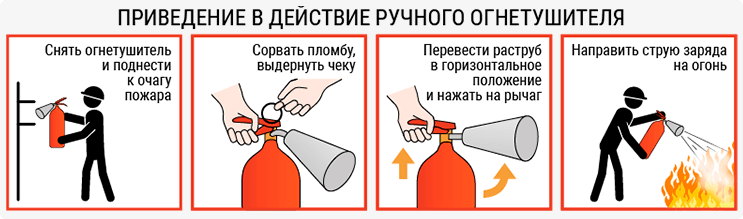 ПРИВЕДЕНИЕ В ДЕЙСТВИЕ РУЧНОГО ОГНЕТУШИТЕЛЯ
Снять огнетушитель
и поднести
к очагу
пожара
Сорвать пломбу,
выдернуть чеку
Перевести раструб
в горизонтальное
положение
и нажать на рычаг
Направить струю заряда
на огонь